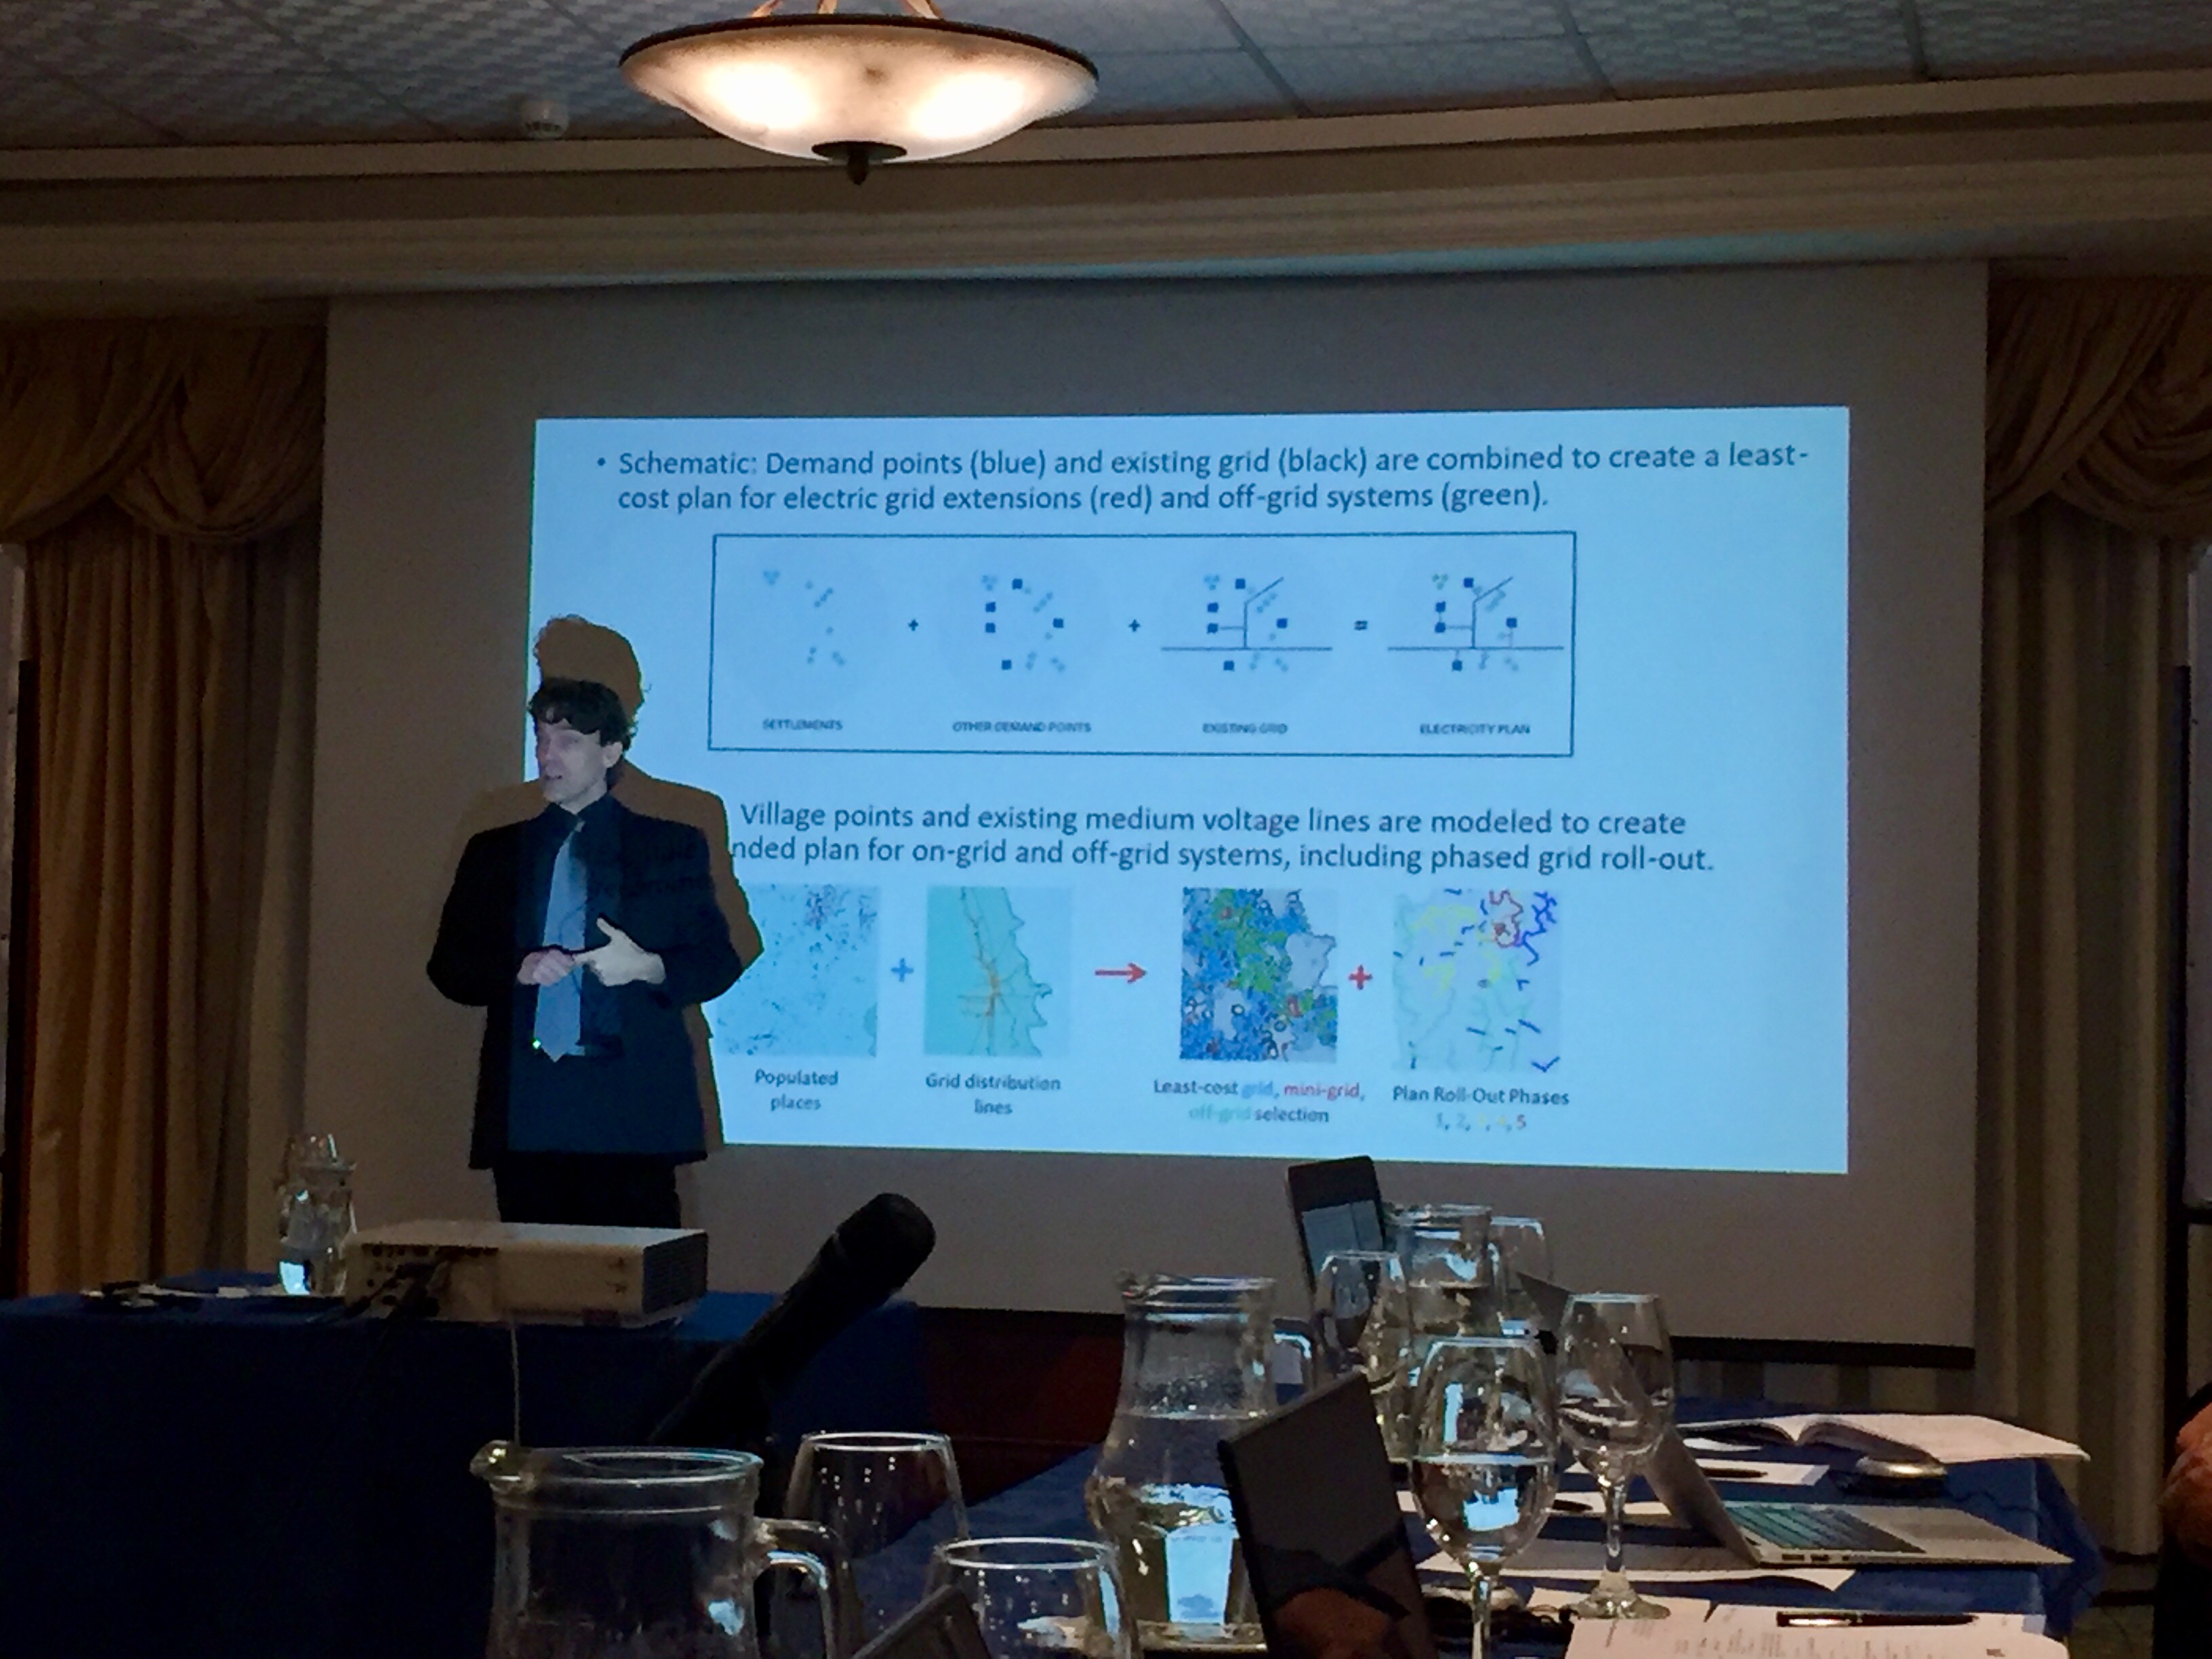 • Schematic: Demand points (blue) and existing grid (black) are combined to create a least-
cost plan for electric grid extensions (red) and off-grid systems (green).
+ + =
SETTLEMENTS OTHER DEMAND POINTS EXISTING GRID ELECTRICITY PLAN
Village points and existing medium voltage lines are modeled to create
nded plan for on-grid and off-grid systems, including phased grid roll-out.
+ → +
Populated
places
Grid distribution
lines
Least-cost grid, mini-grid,
off-grid selection
Plan Roll-Out Phases
1, 2, 3, 4, 5